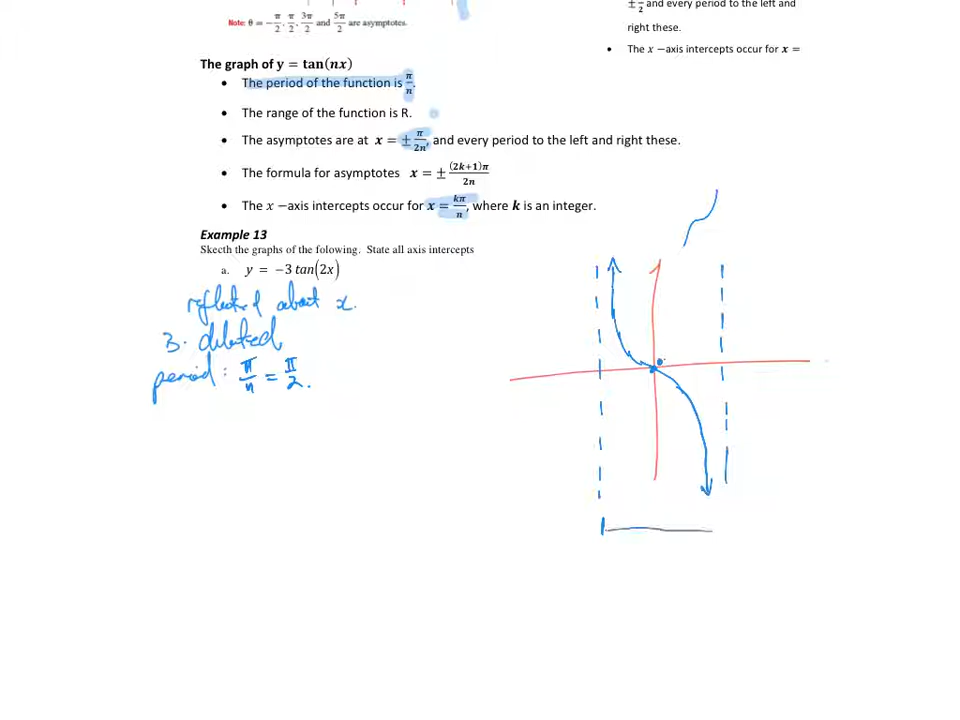 ± π/2 and every period to the left and
right these.
• The x −axis intercepts occur for x =
Note: θ = −π/2, π/2, 3π/2 and 5π/2 are asymptotes.
The graph of y = tan(nx)
• The period of the function is π/n.
• The range of the function is R.
• The asymptotes are at x = ± π/2n, and every period to the left and right these.
• The formula for asymptotes x = ± (2k+1)π/2n
• The x −axis intercepts occur for x = kπ/n, where k is an integer.
Example 13
Skecth the graphs of the folowing. State all axis intercepts
a. y = −3 tan(2x)
reflected about x.
3. dilated
period: π/n = π/2.